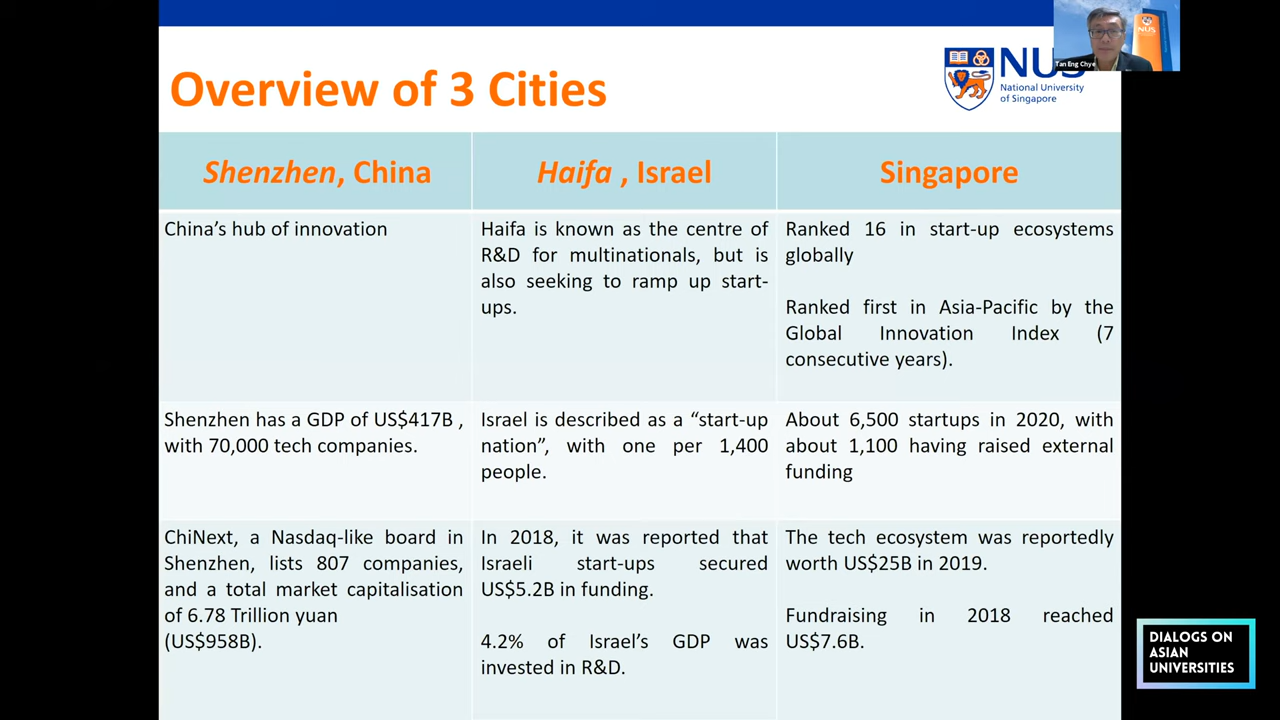 Overview of 3 Cities
NUS
National University
of Singapore
NUS
Tan Eng Chye
Shenzhen, China
Haifa , Israel
Singapore
China's hub of innovation
Haifa is known as the centre of
R&D for multinationals, but is
also seeking to ramp up start-
ups.
Ranked 16 in start-up ecosystems
globally
Ranked first in Asia-Pacific by the
Global Innovation Index (7
consecutive years).
Shenzhen has a GDP of US$417B ,
with 70,000 tech companies.
Israel is described as a “start-up
nation”, with one per 1,400
people.
About 6,500 startups in 2020, with
about 1,100 having raised external
funding
ChiNext, a Nasdaq-like board in
Shenzhen, lists 807 companies,
and a total market capitalisation
of 6.78 Trillion yuan
(US$958B).
In 2018, it was reported that
Israeli start-ups secured
US$5.2B in funding.
4.2% of Israel's GDP was
invested in R&D.
The tech ecosystem was reportedly
worth US$25B in 2019.
Fundraising in 2018 reached
US$7.6B.
DIALOGS ON
ASIAN
UNIVERSITIES